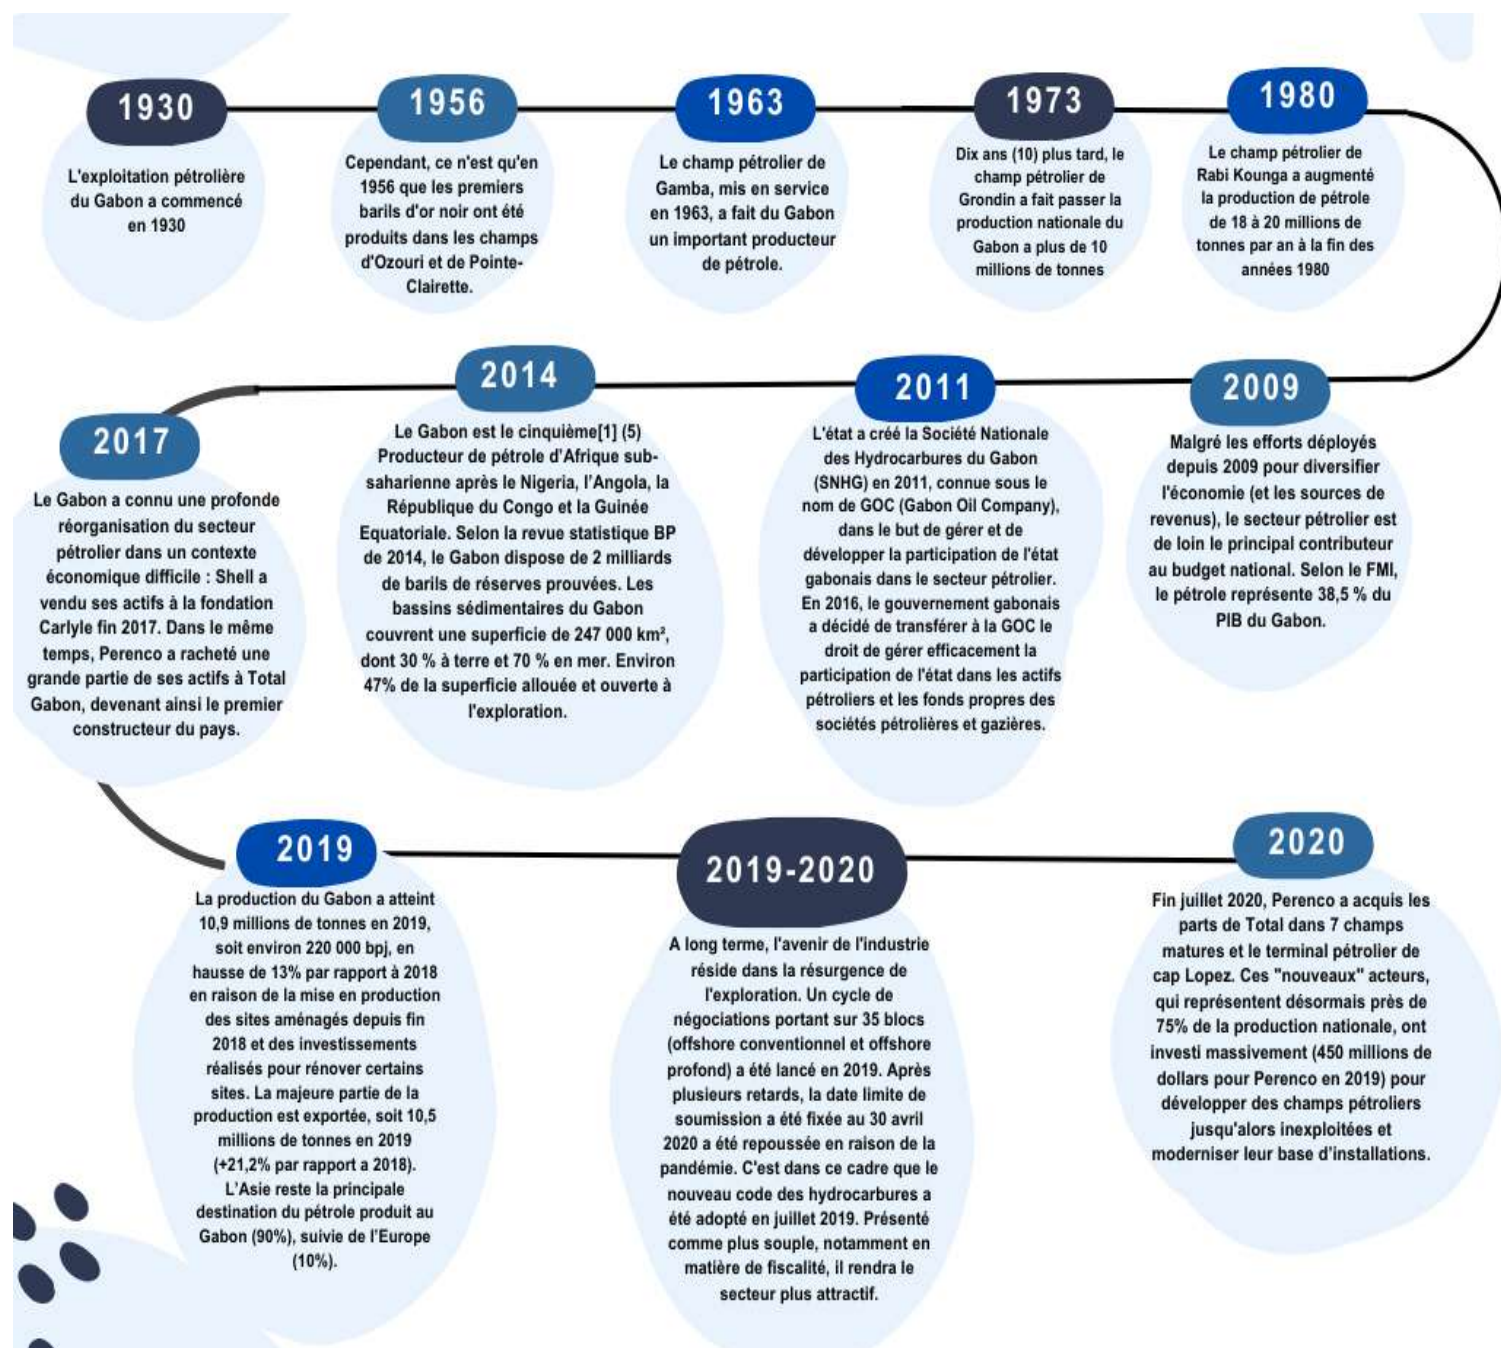 1930
L'exploitation pétrolière
du Gabon a commencé
en 1930
1956
Cependant, ce n'est qu'en
1956 que les premiers
barils d'or noir ont été
produits dans les champs
d'Ozouri et de Pointe-
Clairette.
1963
Le champ pétrolier de
Gamba, mis en service
en 1963, a fait du Gabon
un important producteur
de pétrole.
1973
Dix ans (10) plus tard, le
champ pétrolier de
Grondin a fait passer la
production nationale du
Gabon a plus de 10
millions de tonnes
1980
Le champ pétrolier de
Rabi Kounga a augmenté
la production de pétrole
de 18 à 20 millions de
tonnes par an à la fin des
années 1980
2009
Malgré les efforts déployés
depuis 2009 pour diversifier
l'économie (et les sources de
revenus), le secteur pétrolier est
de loin le principal contributeur
au budget national. Selon le FMI,
le pétrole représente 38,5 % du
PIB du Gabon.
2011
L'état a créé la Société Nationale
des Hydrocarbures du Gabon
(SNHG) en 2011, connue sous le
nom de GOC (Gabon Oil Company),
dans le but de gérer et de
développer la participation de l'état
gabonais dans le secteur pétrolier.
En 2016, le gouvernement gabonais
a décidé de transférer à la GOC le
droit de gérer efficacement la
participation de l'état dans les actifs
pétroliers et les fonds propres des
sociétés pétrolières et gazières.
2014
Le Gabon est le cinquième[1] (5)
Producteur de pétrole d'Afrique sub-
saharienne après le Nigeria, l'Angola, la
République du Congo et la Guinée
Equatoriale. Selon la revue statistique BP
de 2014, le Gabon dispose de 2 milliards
de barils de réserves prouvées. Les
bassins sédimentaires du Gabon
couvrent une superficie de 247 000 km²,
dont 30 % à terre et 70 % en mer. Environ
47% de la superficie allouée et ouverte à
l'exploration.
2017
Le Gabon a connu une profonde
réorganisation du secteur
pétrolier dans un contexte
économique difficile : Shell a
vendu ses actifs à la fondation
Carlyle fin 2017. Dans le même
temps, Perenco a racheté une
grande partie de ses actifs à Total
Gabon, devenant ainsi le premier
constructeur du pays.
2019
La production du Gabon a atteint
10,9 millions de tonnes en 2019,
soit environ 220 000 bpj, en
hausse de 13% par rapport à 2018
en raison de la mise en production
des sites aménagés depuis fin
2018 et des investissements
réalisés pour rénover certains
sites. La majeure partie de la
production est exportée, soit 10,5
millions de tonnes en 2019
(+21,2% par rapport a 2018).
L'Asie reste la principale
destination du pétrole produit au
Gabon (90%), suivie de l'Europe
(10%).
2019-2020
A long terme, l'avenir de l'industrie
réside dans la résurgence de
l'exploration. Un cycle de
négociations portant sur 35 blocs
(offshore conventionnel et offshore
profond) a été lancé en 2019. Après
plusieurs retards, la date limite de
soumission a été fixée au 30 avril
2020 a été repoussée en raison de la
pandémie. C'est dans ce cadre que le
nouveau code des hydrocarbures a
été adopté en juillet 2019. Présenté
comme plus souple, notamment en
matière de fiscalité, il rendra le
secteur plus attractif.
2020
Fin juillet 2020, Perenco a acquis les
parts de Total dans 7 champs
matures et le terminal pétrolier de
cap Lopez. Ces "nouveaux" acteurs,
qui représentent désormais près de
75% de la production nationale, ont
investi massivement (450 millions de
dollars pour Perenco en 2019) pour
développer des champs pétroliers
jusqu'alors inexploitées et
moderniser leur base d'installations.